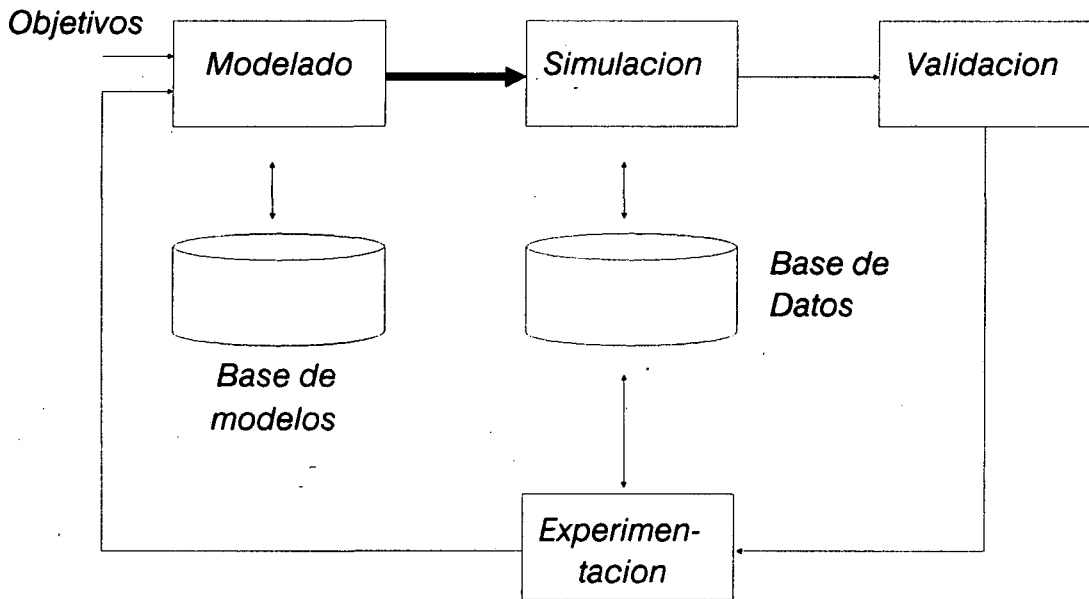 Objetivos
Modelado
Simulacion
Validacion
Base de
Datos
Base de
modelos
Experimen-
tacion